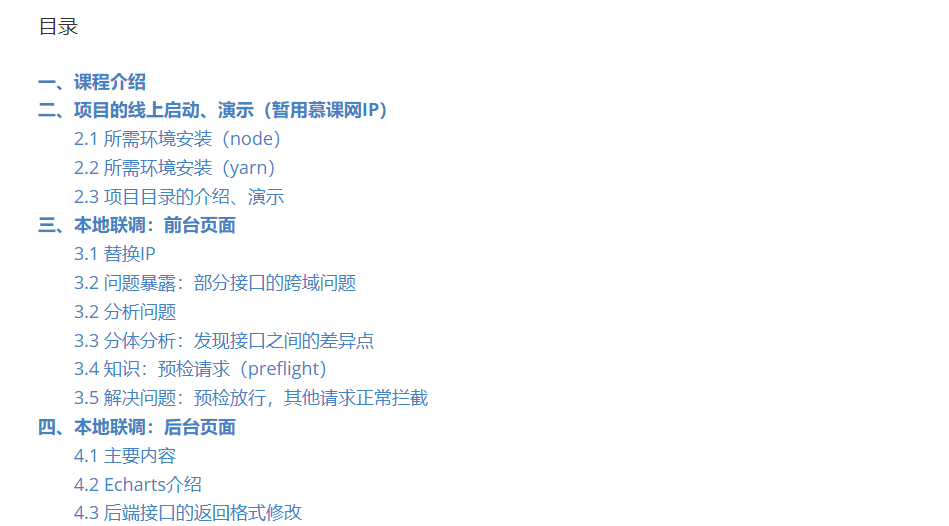 目录
一、课程介绍
二、项目的线上启动、演示（暂用慕课网IP）
2.1 所需环境安装（node）
2.2 所需环境安装（yarn）
2.3 项目目录的介绍、演示
三、本地联调：前台页面
3.1 替换IP
3.2 问题暴露：部分接口的跨域问题
3.2 分析问题
3.3 分体分析：发现接口之间的差异点
3.4 知识：预检请求（preflight）
3.5 解决问题：预检放行，其他请求正常拦截
四、本地联调：后台页面
4.1 主要内容
4.2 Echarts介绍
4.3 后端接口的返回格式修改